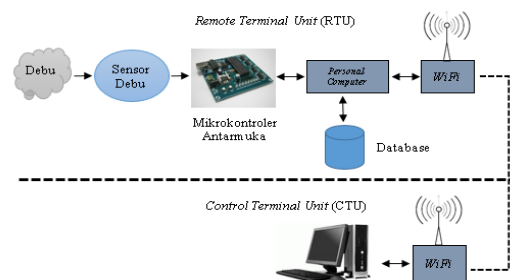 Remote Terminal Unit (RTU)
Debu
Sensor
Debu
Mikrokontroler
Antarmuka
Personal
Computer
WiFi
Database
Control Terminal Unit (CTU)
WiFi